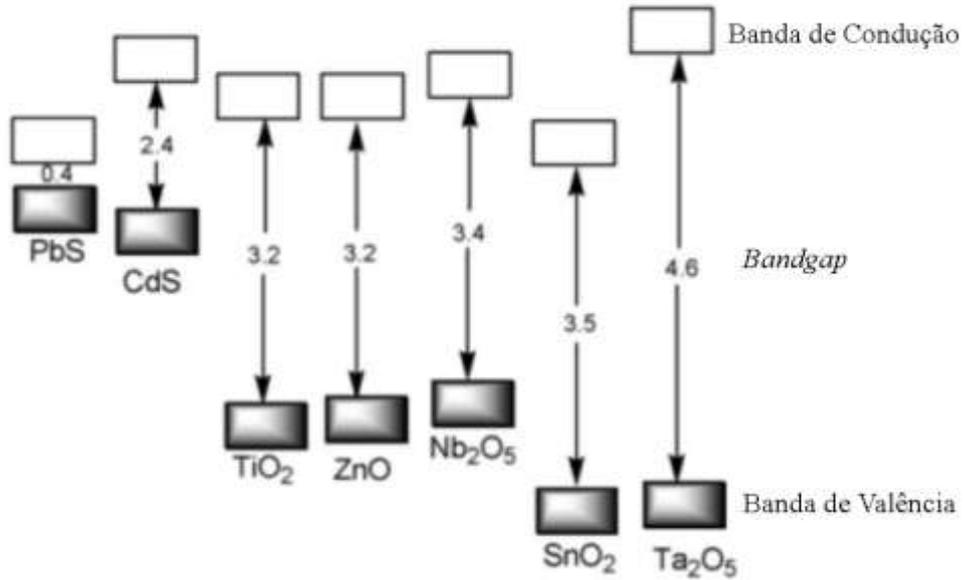 Banda de Condução
0.4
PbS
2.4
CdS
3.2
TiO₂
3.2
ZnO
3.4
Nb₂O₅
3.5
SnO₂
4.6
Ta₂O₅
Bandgap
Banda de Valência